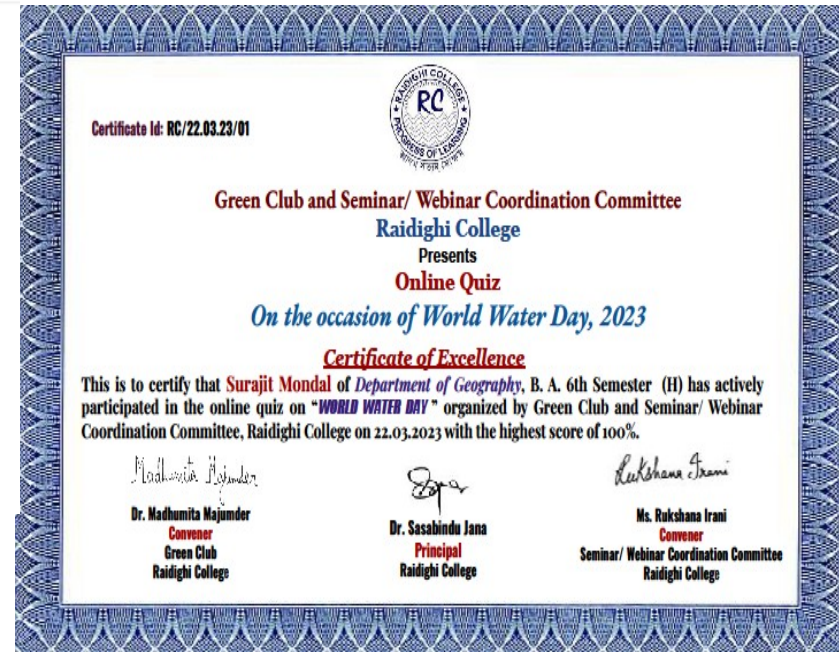 RAIDIGHI COLLEGE
RC
PROGRESS OF LEARNING
Certificate Id: RC/22.03.23/01
Green Club and Seminar/ Webinar Coordination Committee
Raidighi College
Presents
Online Quiz
On the occasion of World Water Day, 2023
Certificate of Excellence
This is to certify that Surajit Mondal of Department of Geography, B. A. 6th Semester (H) has actively
participated in the online quiz on “WORLD WATER DAY ” organized by Green Club and Seminar/ Webinar
Coordination Committee, Raidighi College on 22.03.2023 with the highest score of 100%.
Madhumita Majumder
Rukshana Irani
Dr. Madhumita Majumder
Convener
Green Club
Raidighi College
Dr. Sasabindu Jana
Principal
Raidighi College
Ms. Rukshana Irani
Convener
Seminar/ Webinar Coordination Committee
Raidighi College